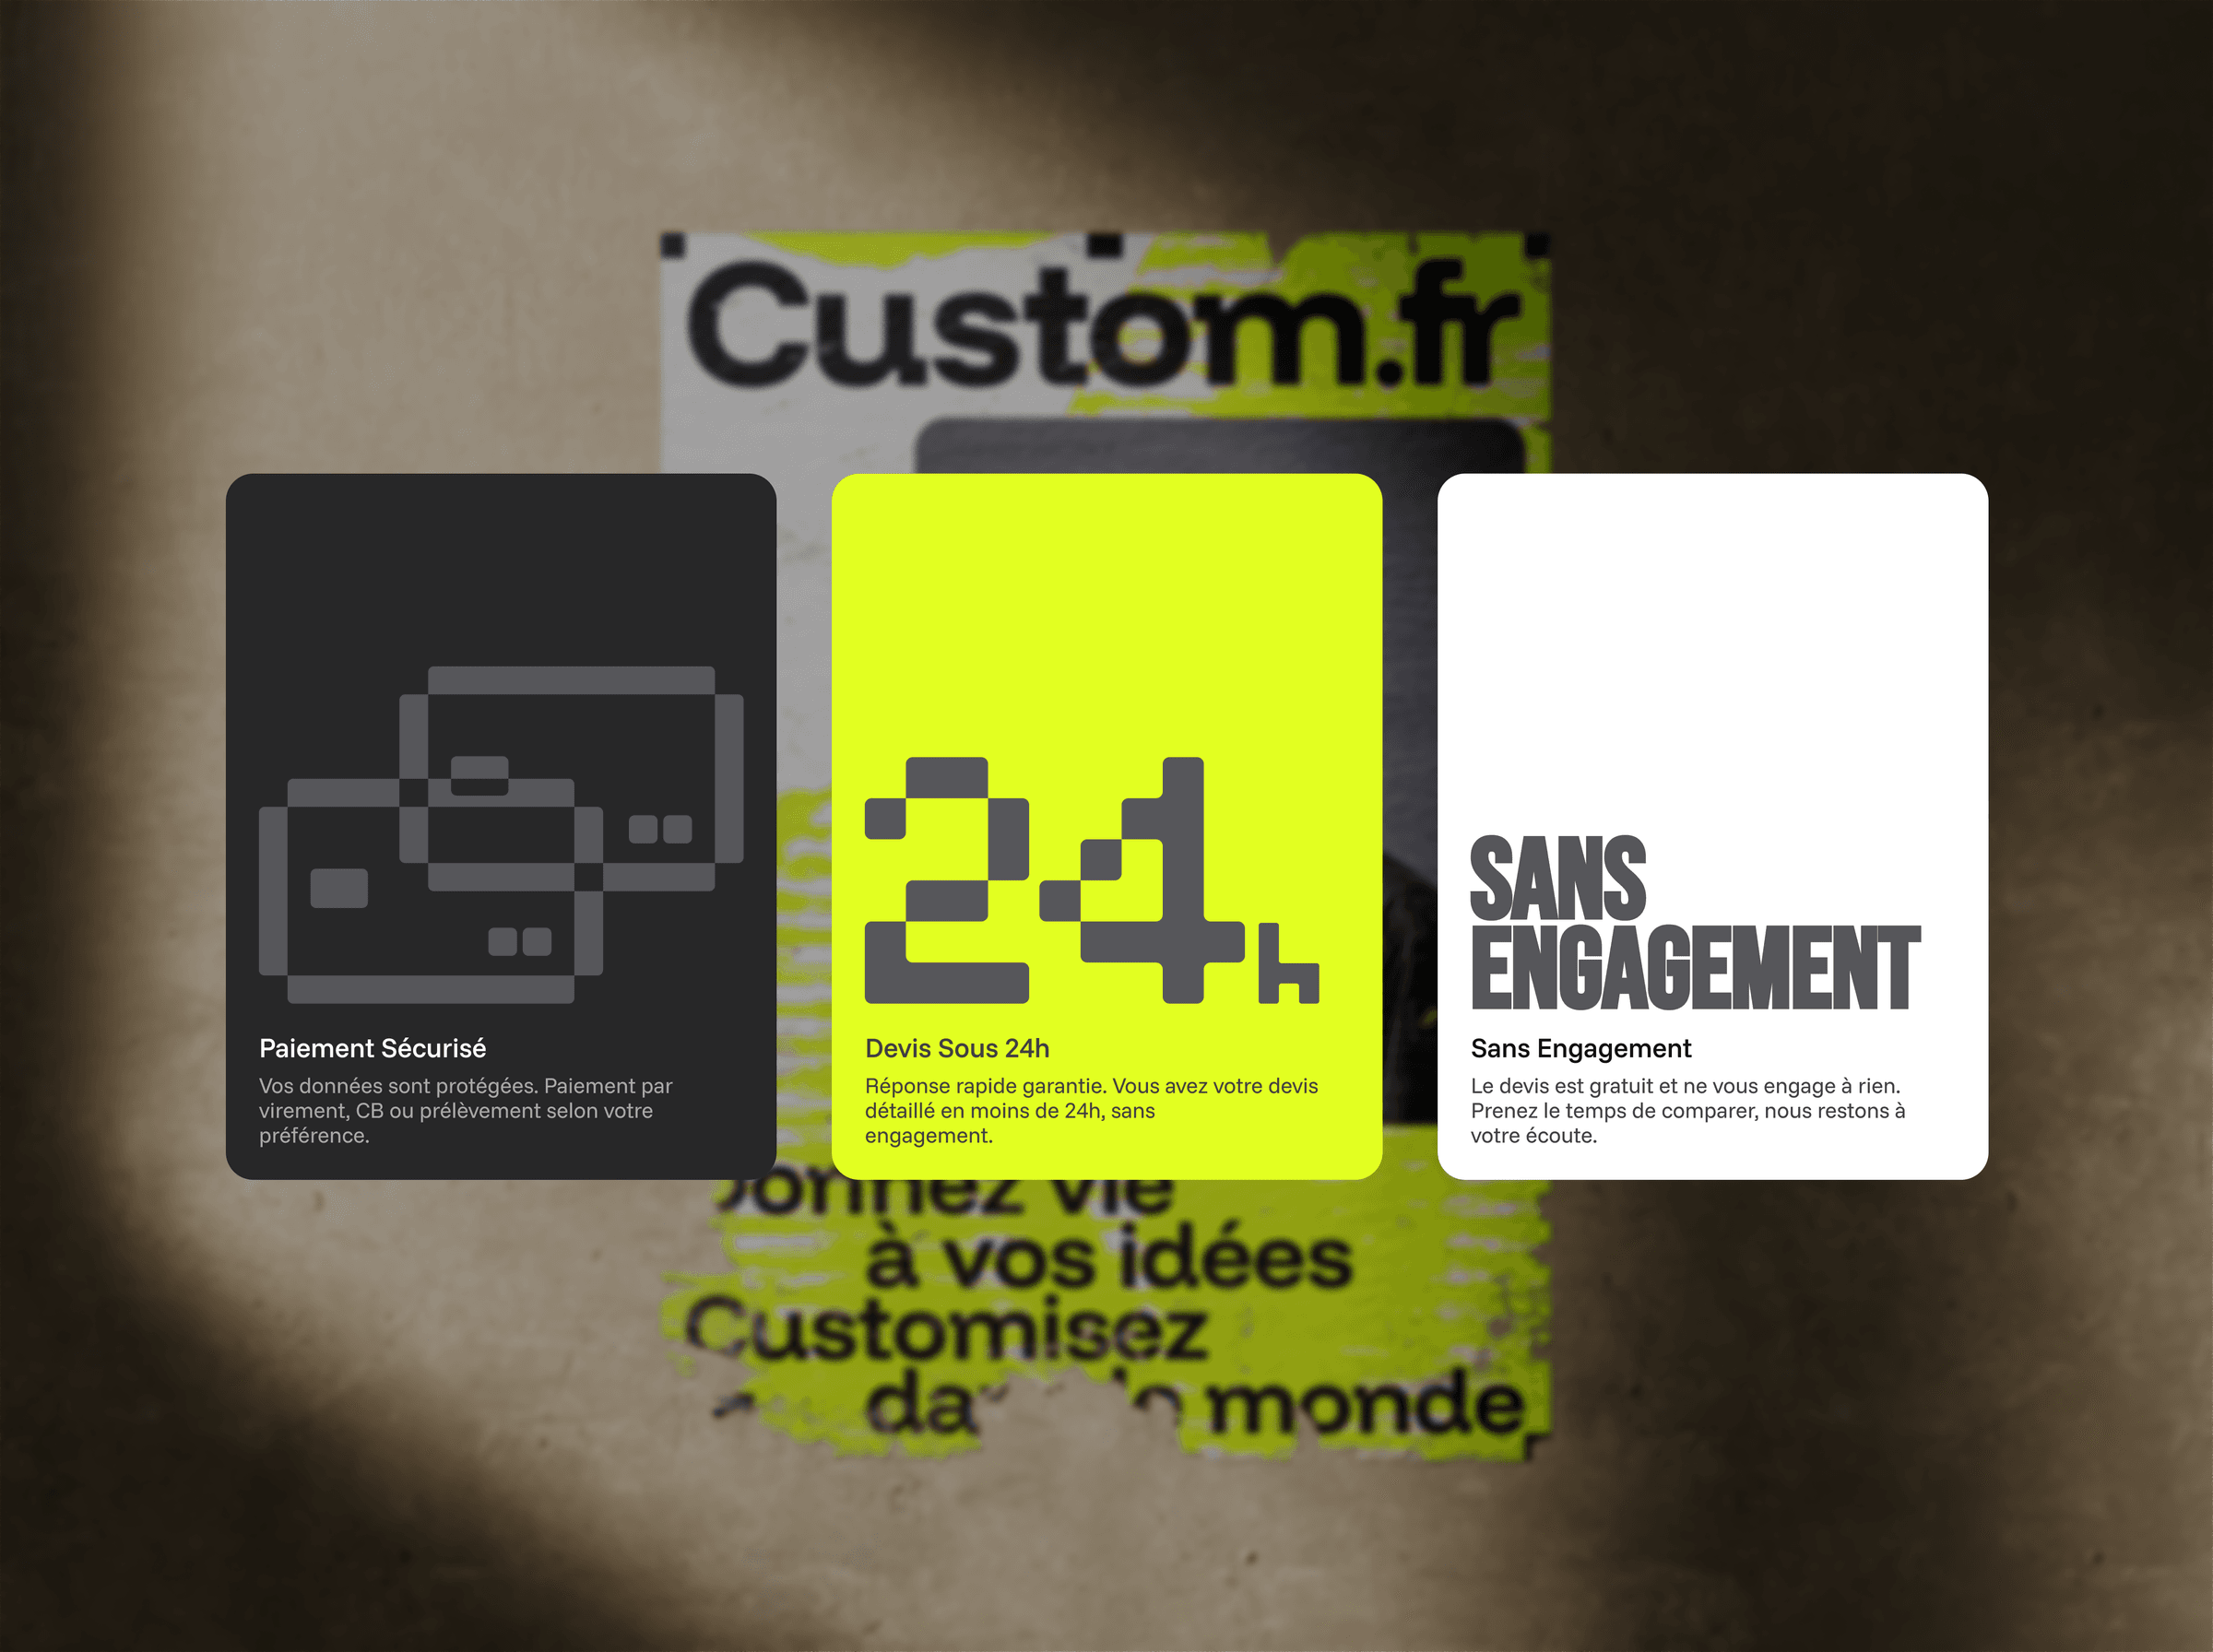 Custom.fr
24h
SANS
ENGAGEMENT
Paiement Sécurisé
Vos données sont protégées. Paiement par
virement, CB ou prélèvement selon votre
préférence.
Devis Sous 24h
Réponse rapide garantie. Vous avez votre devis
détaillé en moins de 24h, sans
engagement.
Sans Engagement
Le devis est gratuit et ne vous engage à rien.
Prenez le temps de comparer, nous restons à
votre écoute.
vie
à vos idées
Customisez
monde